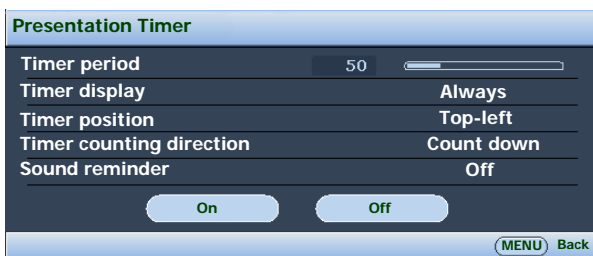 Presentation Timer
Timer period 50
Timer display Always
Timer position Top-left
Timer counting direction Count down
Sound reminder Off
On Off
MENU Back